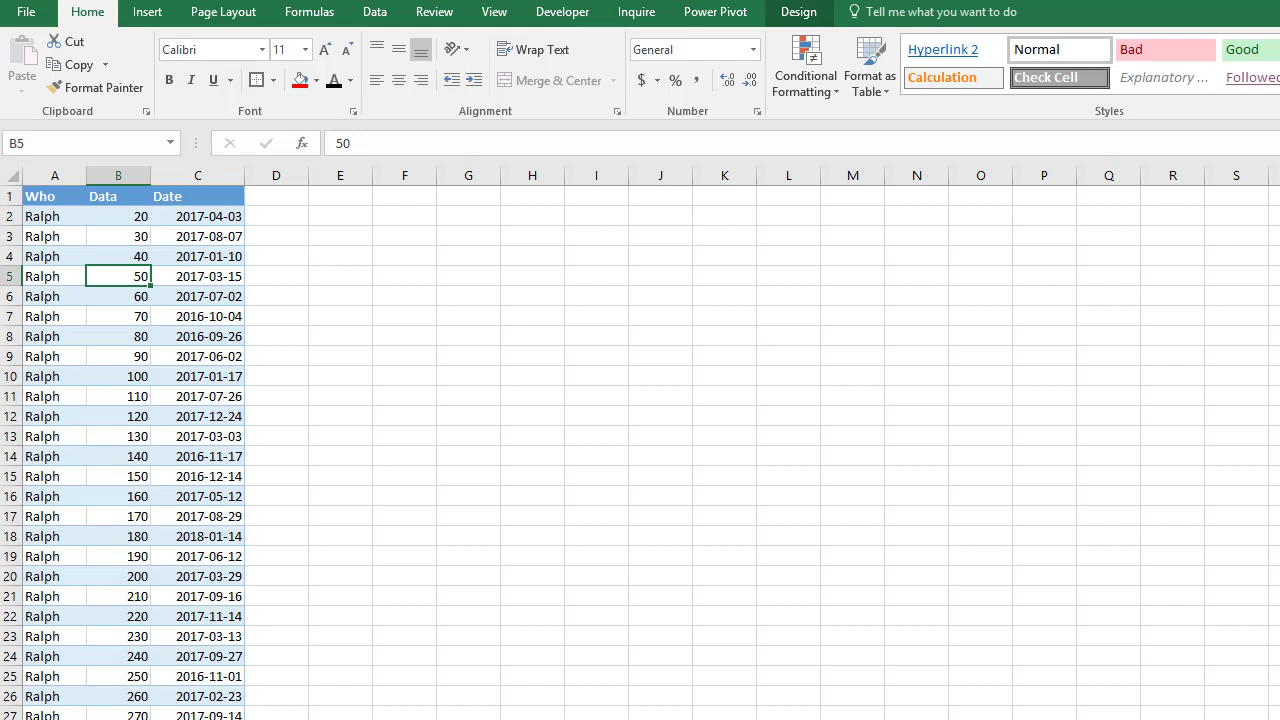 File Home Insert Page Layout Formulas Data Review View Developer Inquire Power Pivot Design Tell me what you want to do
Paste Cut Copy Format Painter
Clipboard
Calibri 11 A A
B I U A
Font
Wrap Text
Merge & Center
Alignment
General
$ % , .0 .00 .00 .0
Number
Conditional Formatting
Format as Table
Hyperlink 2 Normal Bad Good
Calculation Check Cell Explanatory ...
Styles
B5 fx 50
A B C D E F G H I J K L M N O P Q R S
1 Who Data Date
2 Ralph 20 2017-04-03
3 Ralph 30 2017-08-07
4 Ralph 40 2017-01-10
5 Ralph 50 2017-03-15
6 Ralph 60 2017-07-02
7 Ralph 70 2016-10-04
8 Ralph 80 2016-09-26
9 Ralph 90 2017-06-02
10 Ralph 100 2017-01-17
11 Ralph 110 2017-07-26
12 Ralph 120 2017-12-24
13 Ralph 130 2017-03-03
14 Ralph 140 2016-11-17
15 Ralph 150 2016-12-14
16 Ralph 160 2017-05-12
17 Ralph 170 2017-08-29
18 Ralph 180 2018-01-14
19 Ralph 190 2017-06-12
20 Ralph 200 2017-03-29
21 Ralph 210 2017-09-16
22 Ralph 220 2017-11-14
23 Ralph 230 2017-03-13
24 Ralph 240 2017-09-27
25 Ralph 250 2016-11-01
26 Ralph 260 2017-02-23
27 Ralph 270 2017-09-14